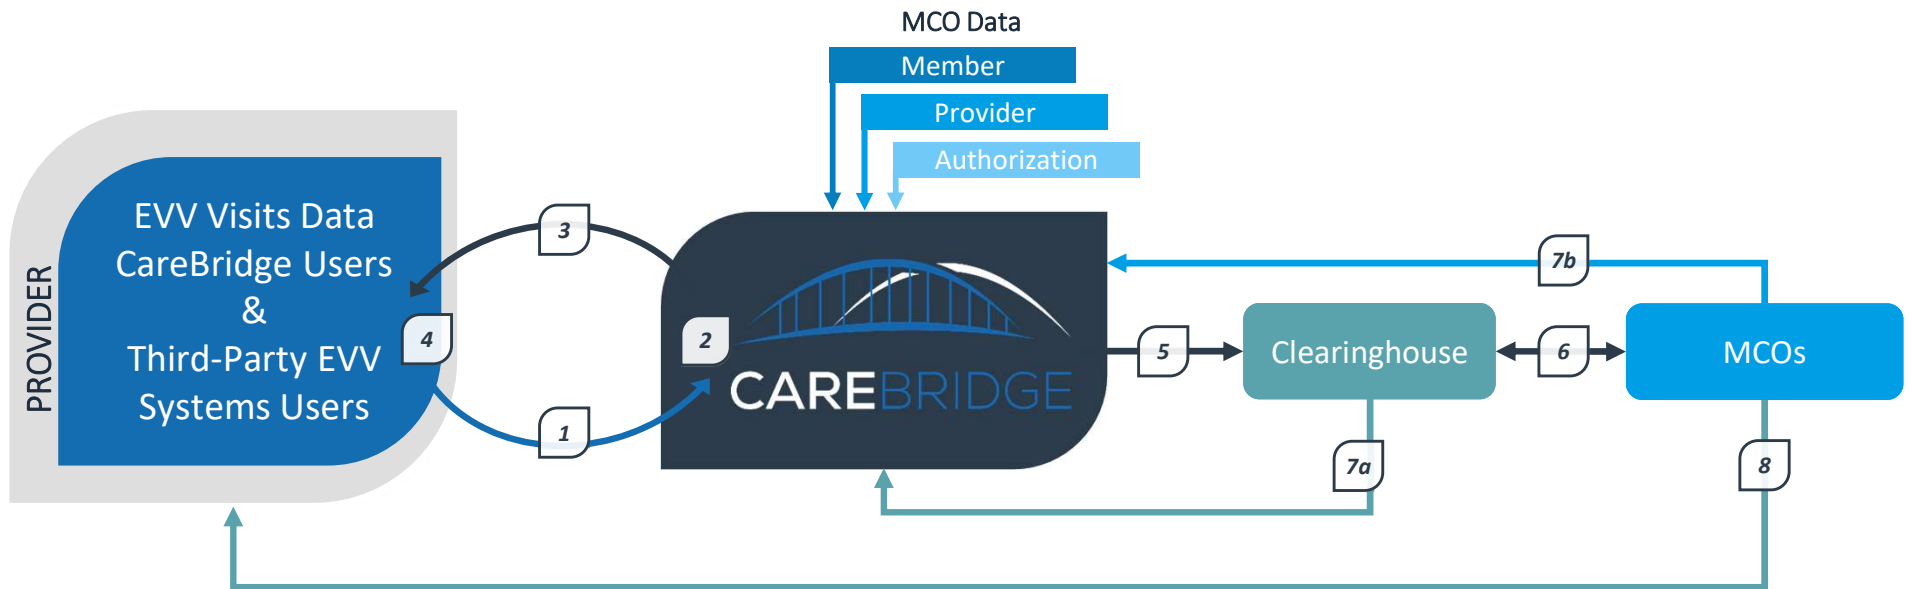 MCO Data
Member
Provider
Authorization
PROVIDER
EVV Visits Data
CareBridge Users
&
Third-Party EVV
Systems Users
3
4
1
2
CAREBRIDGE
5
Clearinghouse
6
MCOs
7b
7a
8